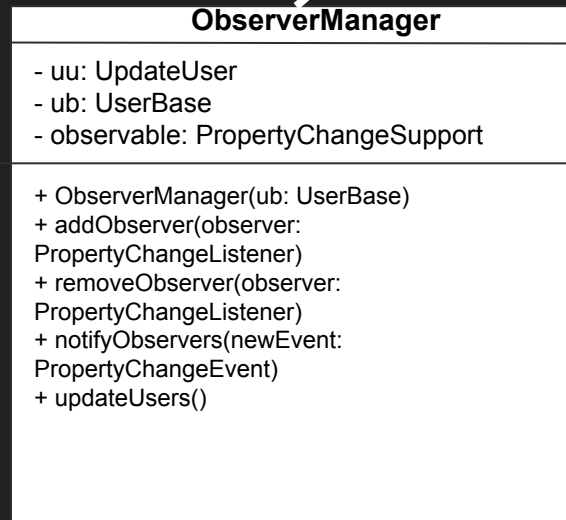 ObserverManager
- uu: UpdateUser
- ub: UserBase
- observable: PropertyChangeSupport
+ ObserverManager(ub: UserBase)
+ addObserver(observer:
PropertyChangeListener)
+ removeObserver(observer:
PropertyChangeListener)
+ notifyObservers(newEvent:
PropertyChangeEvent)
+ updateUsers()